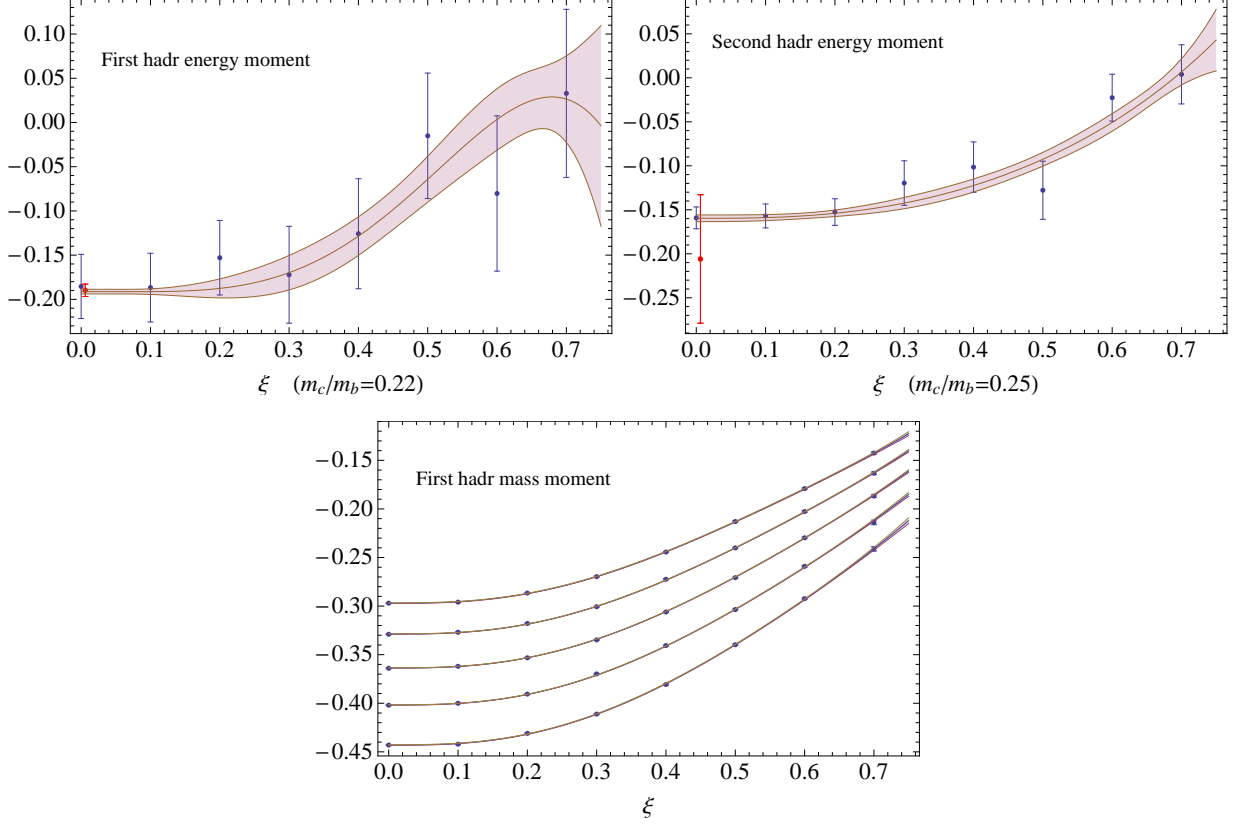 First hadr energy moment
0.10
0.05
0.00
−0.05
−0.10
−0.15
−0.20
0.0 0.1 0.2 0.3 0.4 0.5 0.6 0.7
ξ (m_c/m_b=0.22)
Second hadr energy moment
0.05
0.00
−0.05
−0.10
−0.15
−0.20
−0.25
0.0 0.1 0.2 0.3 0.4 0.5 0.6 0.7
ξ (m_c/m_b=0.25)
First hadr mass moment
−0.15
−0.20
−0.25
−0.30
−0.35
−0.40
−0.45
0.0 0.1 0.2 0.3 0.4 0.5 0.6 0.7
ξ